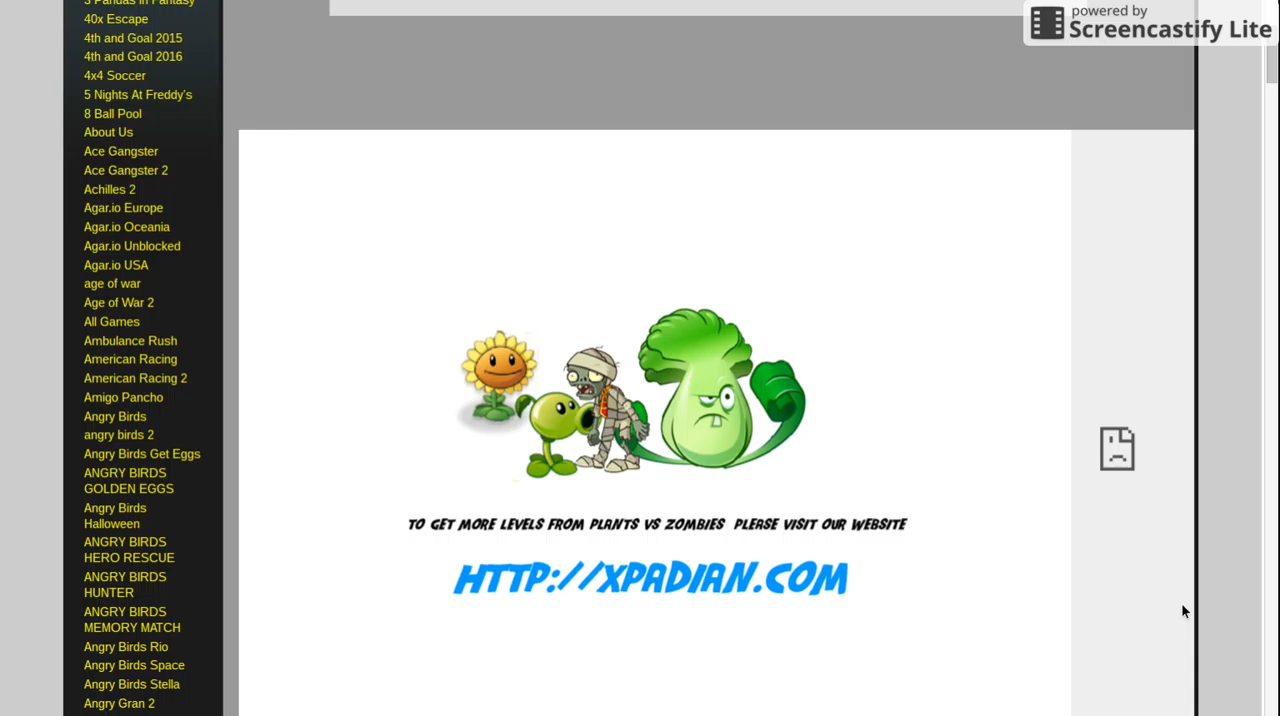 3 Pandas in Fantasy
40x Escape
4th and Goal 2015
4th and Goal 2016
4x4 Soccer
5 Nights At Freddy's
8 Ball Pool
About Us
Ace Gangster
Ace Gangster 2
Achilles 2
Agar.io Europe
Agar.io Oceania
Agar.io Unblocked
Agar.io USA
age of war
Age of War 2
All Games
Ambulance Rush
American Racing
American Racing 2
Amigo Pancho
Angry Birds
angry birds 2
Angry Birds Get Eggs
ANGRY BIRDS
GOLDEN EGGS
Angry Birds
Halloween
ANGRY BIRDS
HERO RESCUE
ANGRY BIRDS
HUNTER
ANGRY BIRDS
MEMORY MATCH
Angry Birds Rio
Angry Birds Space
Angry Birds Stella
Angry Gran 2
powered by
Screencastify Lite
TO GET MORE LEVELS FROM PLANTS VS ZOMBIES PLEASE VISIT OUR WEBSITE
HTTP://XPADIAN.COM